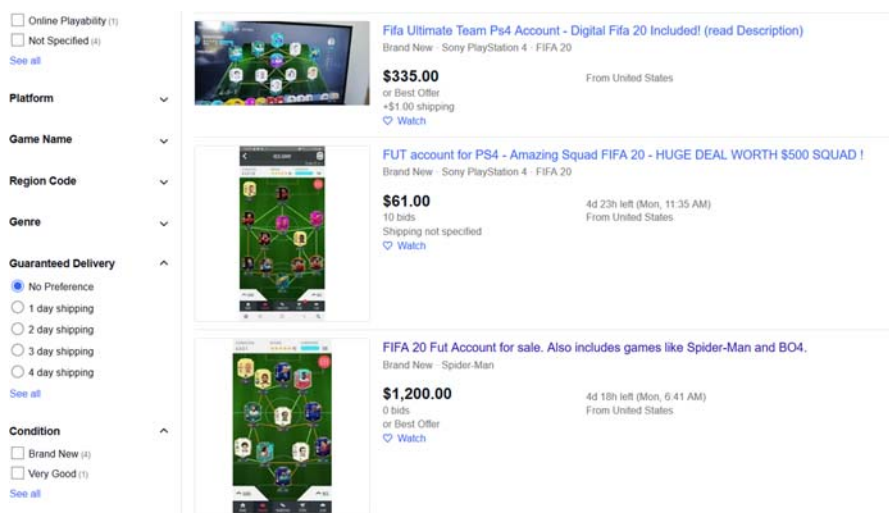 Online Playability (1)
Not Specified (4)
See all
Platform
Game Name
Region Code
Genre
Guaranteed Delivery
No Preference
1 day shipping
2 day shipping
3 day shipping
4 day shipping
See all
Condition
Brand New (4)
Very Good (1)
See all
Fifa Ultimate Team Ps4 Account - Digital Fifa 20 Included! (read Description)
Brand New · Sony PlayStation 4 · FIFA 20
$335.00
From United States
or Best Offer
+$1.00 shipping
Watch
FUT account for PS4 - Amazing Squad FIFA 20 - HUGE DEAL WORTH $500 SQUAD !
Brand New · Sony PlayStation 4 · FIFA 20
$61.00
4d 23h left (Mon, 11:35 AM)
10 bids
From United States
Shipping not specified
Watch
FIFA 20 Fut Account for sale. Also includes games like Spider-Man and BO4.
Brand New · Spider-Man
$1,200.00
4d 18h left (Mon, 6:41 AM)
0 bids
From United States
or Best Offer
Watch